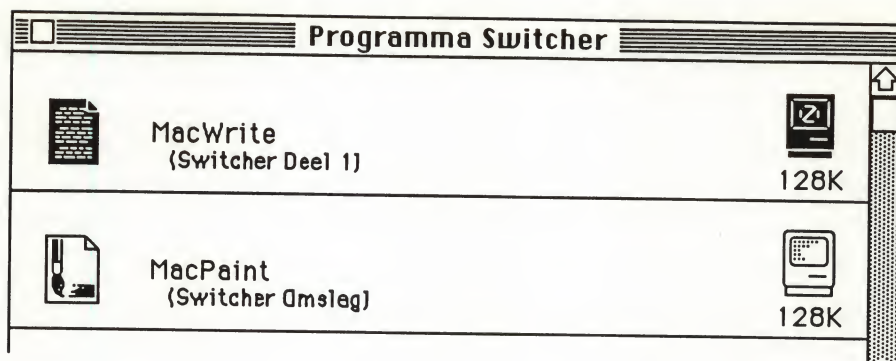 Programma Switcher
MacWrite
(Switcher Deel 1)
128K
MacPaint
(Switcher Omslag)
128K